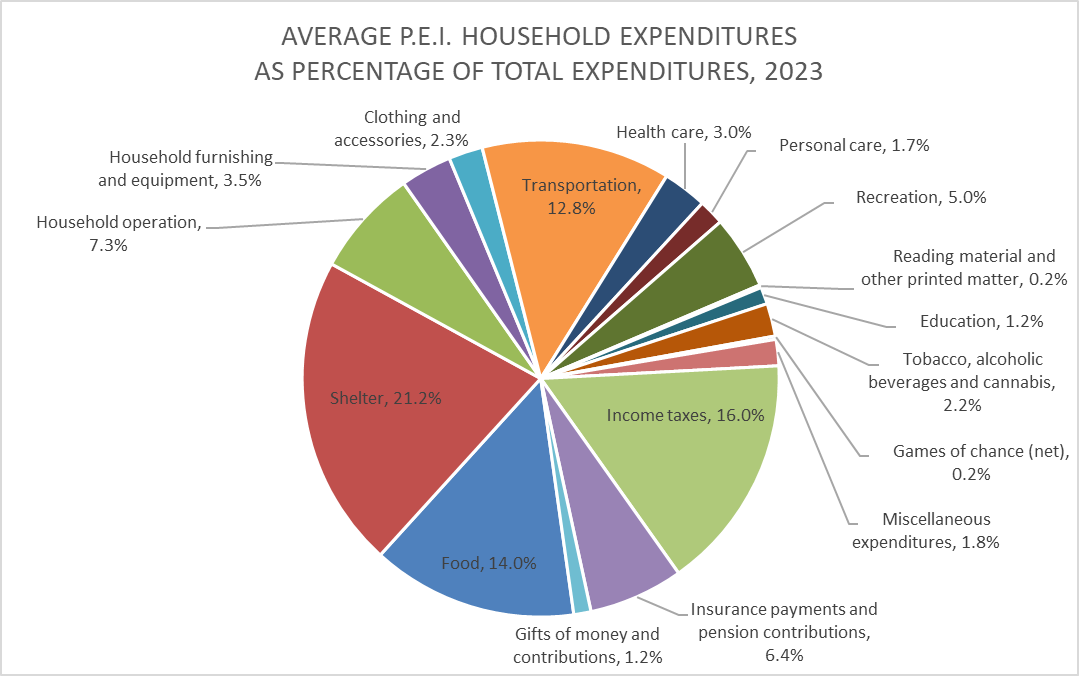 AVERAGE P.E.I. HOUSEHOLD EXPENDITURES
AS PERCENTAGE OF TOTAL EXPENDITURES, 2023
Clothing and
accessories, 2.3%
Household furnishing
and equipment, 3.5%
Household operation,
7.3%
Transportation,
12.8%
Health care, 3.0%
Personal care, 1.7%
Recreation, 5.0%
Reading material and
other printed matter, 0.2%
Education, 1.2%
Tobacco, alcoholic
beverages and cannabis,
2.2%
Games of chance (net),
0.2%
Miscellaneous
expenditures, 1.8%
Income taxes, 16.0%
Insurance payments and
pension contributions,
6.4%
Gifts of money and
contributions, 1.2%
Food, 14.0%
Shelter, 21.2%